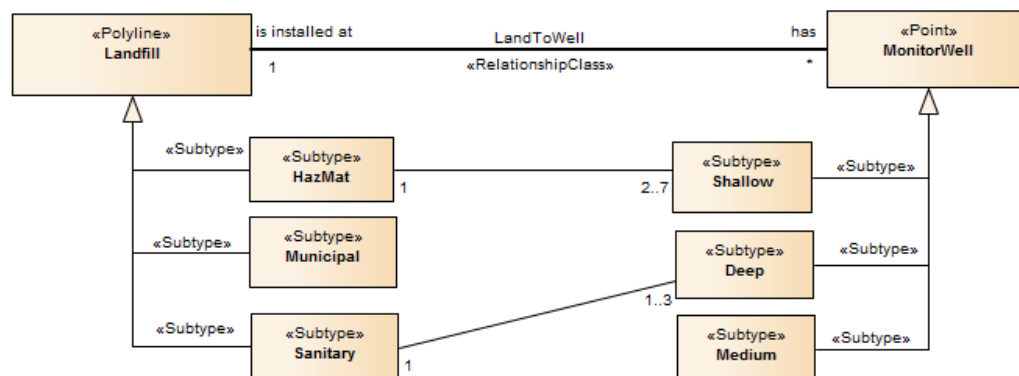 «Polyline»
Landfill
is installed at
LandToWell
has
«Point»
MonitorWell
1
«RelationshipClass»
*
«Subtype»
«Subtype»
HazMat
1
2..7
«Subtype»
Shallow
«Subtype»
«Subtype»
«Subtype»
Municipal
«Subtype»
Deep
«Subtype»
1..3
«Subtype»
«Subtype»
Sanitary
1
«Subtype»
Medium
«Subtype»